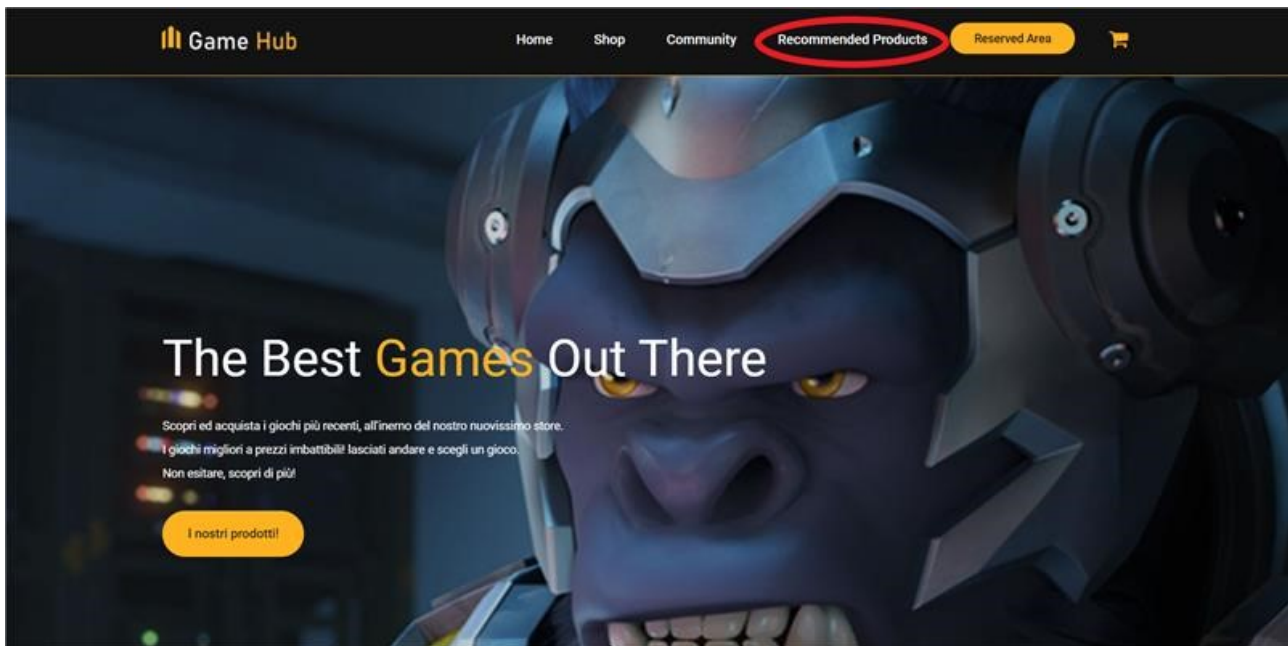 Game Hub
Home Shop Community Recommended Products Reserved Area
The Best Games Out There
Scopri ed acquista i giochi più recenti, all'inerno del nostro nuovissimo store.
I giochi migliori a prezzi imbattibili! lasciati andare e scegli un gioco.
Non esitare, scopri di più!
I nostri prodotti!